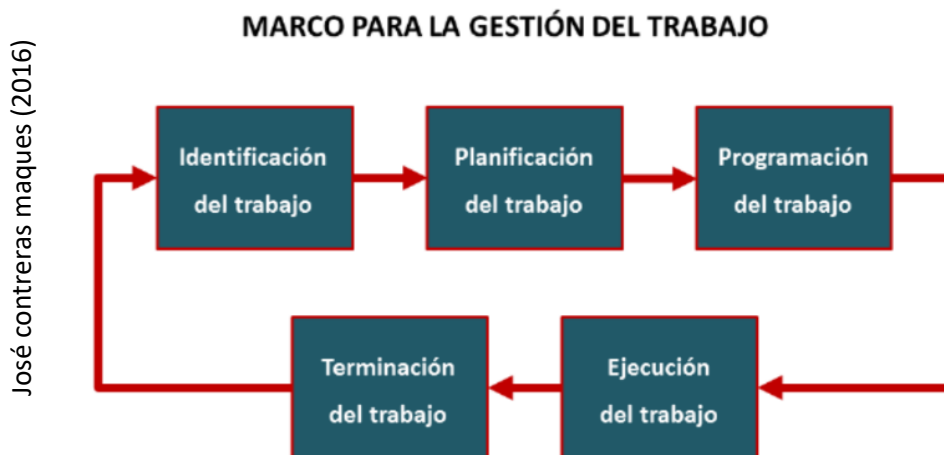 MARCO PARA LA GESTIÓN DEL TRABAJO
José contreras maques (2016)
Identificación
del trabajo
Planificación
del trabajo
Programación
del trabajo
Ejecución
del trabajo
Terminación
del trabajo